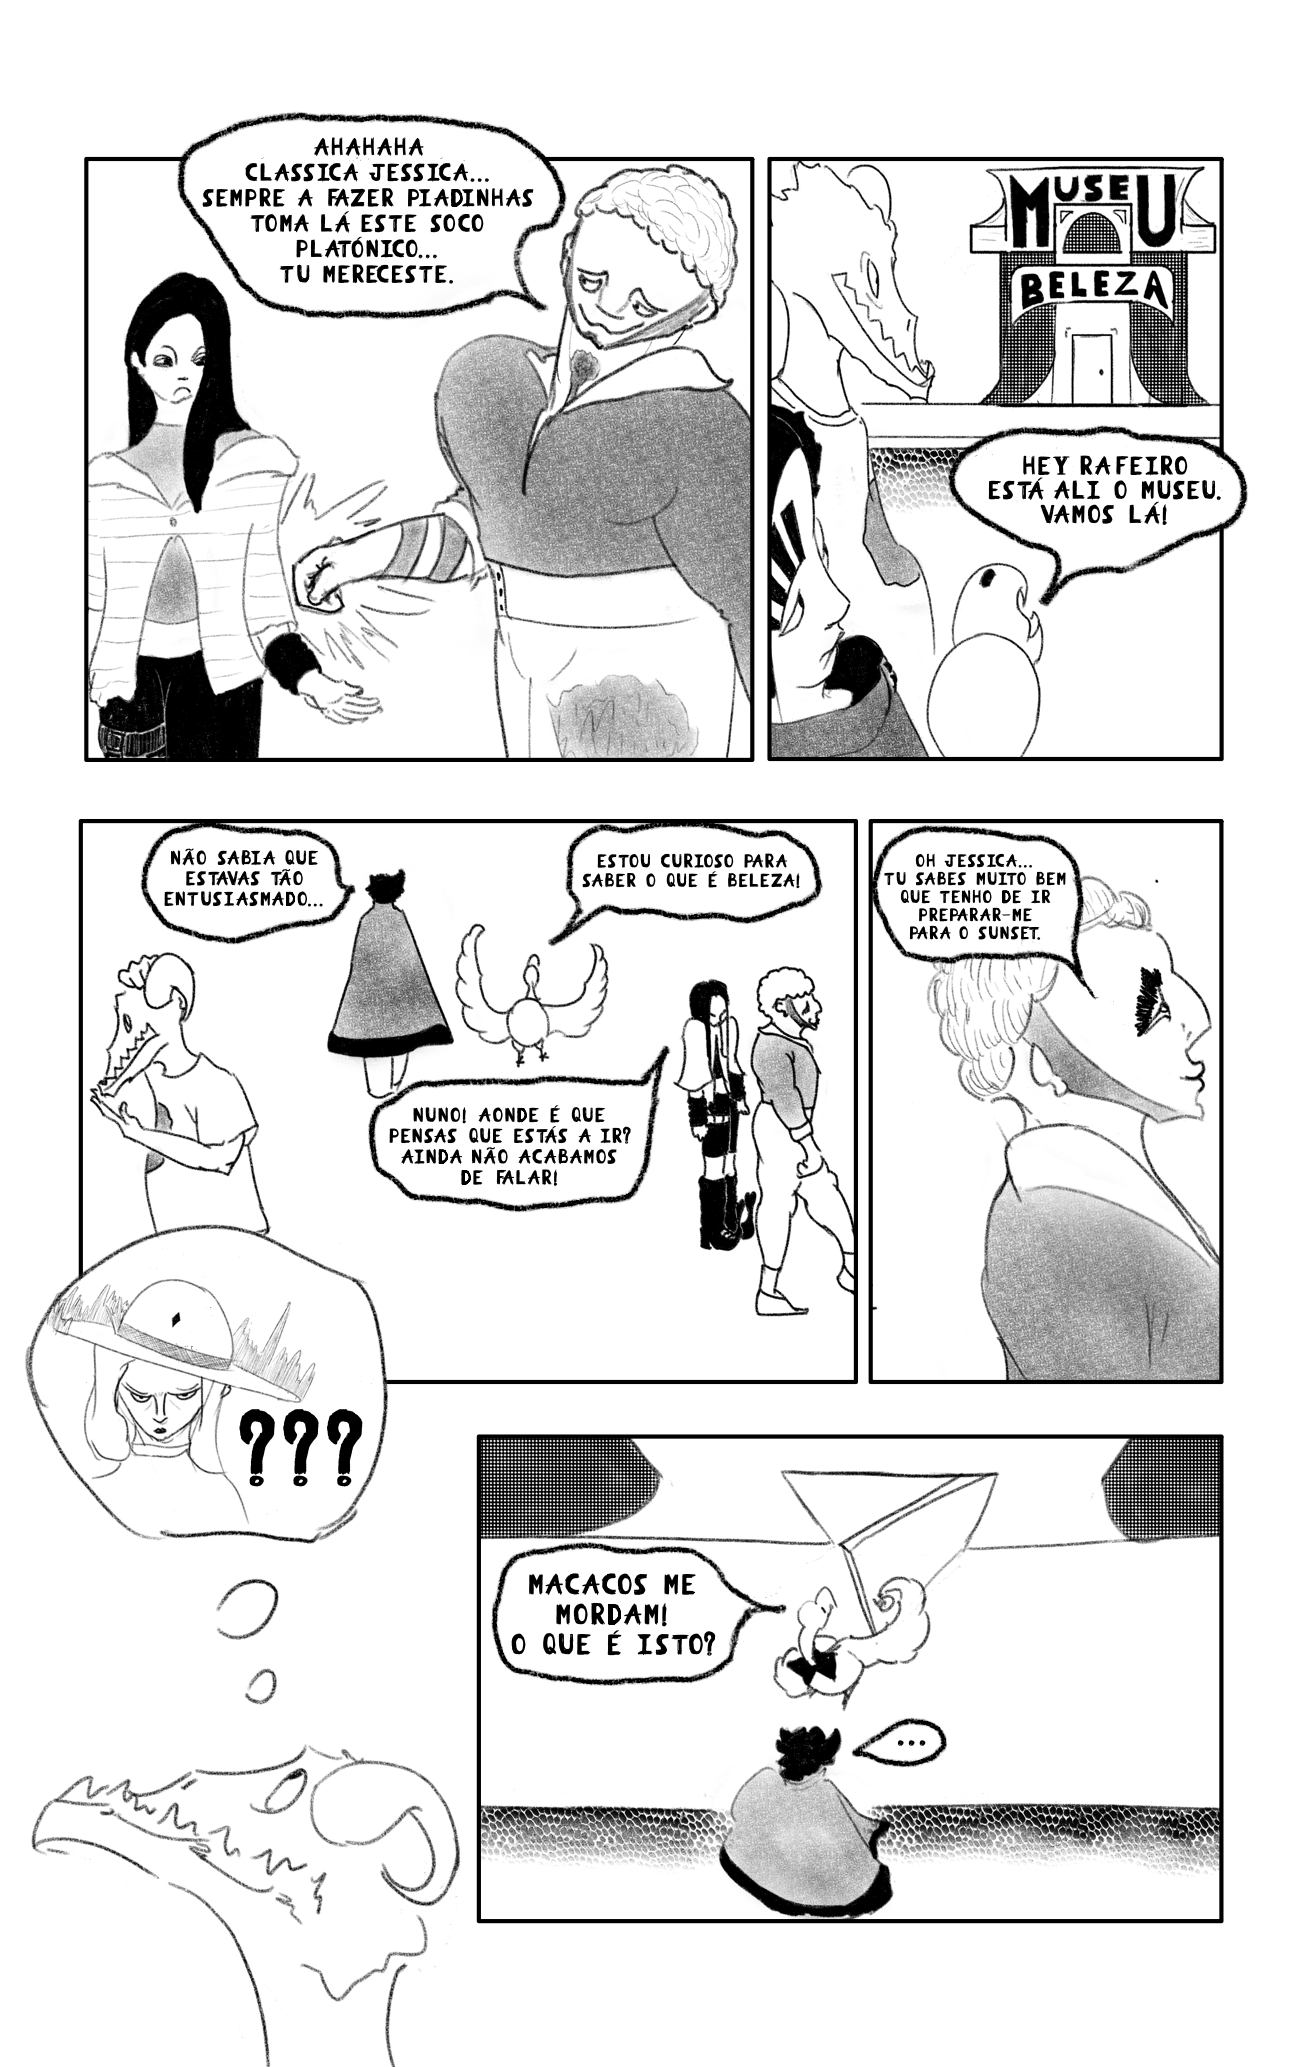 AHAHAHA
CLASSICA JESSICA...
SEMPRE A FAZER PIADINHAS
TOMA LÁ ESTE SOCO
PLATÓNICO...
TU MERECESTE.
MUSEU
BELEZA
HEY RAFEIRO
ESTÁ ALI O MUSEU.
VAMOS LÁ!
NÃO SABIA QUE
ESTAVAS TÃO
ENTUSIASMADO...
ESTOU CURIOSO PARA
SABER O QUE É BELEZA!
NUNO! AONDE É QUE
PENSAS QUE ESTÁS A IR?
AINDA NÃO ACABAMOS
DE FALAR!
OH JESSICA...
TU SABES MUITO BEM
QUE TENHO DE IR
PREPARAR-ME
PARA O SUNSET.
???
MACACOS ME
MORDAM!
O QUE É ISTO?
...